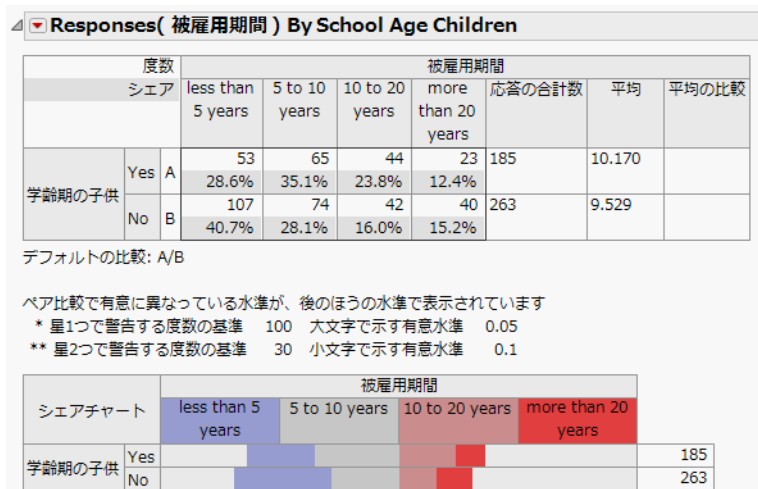 Responses( 被雇用期間 ) By School Age Children
度数 被雇用期間
シェア less than 5 years 5 to 10 years 10 to 20 years more than 20 years 応答の合計数 平均 平均の比較
学齢期の子供 Yes A 53 65 44 23 185 10.170
28.6% 35.1% 23.8% 12.4%
No B 107 74 42 40 263 9.529
40.7% 28.1% 16.0% 15.2%
デフォルトの比較: A/B
ペア比較で有意に異なっている水準が、後のほうの水準で表示されています
* 星1つで警告する度数の基準 100 大文字で示す有意水準 0.05
** 星2つで警告する度数の基準 30 小文字で示す有意水準 0.1
被雇用期間
シェアチャート less than 5 years 5 to 10 years 10 to 20 years more than 20 years
学齢期の子供 Yes 185
No 263